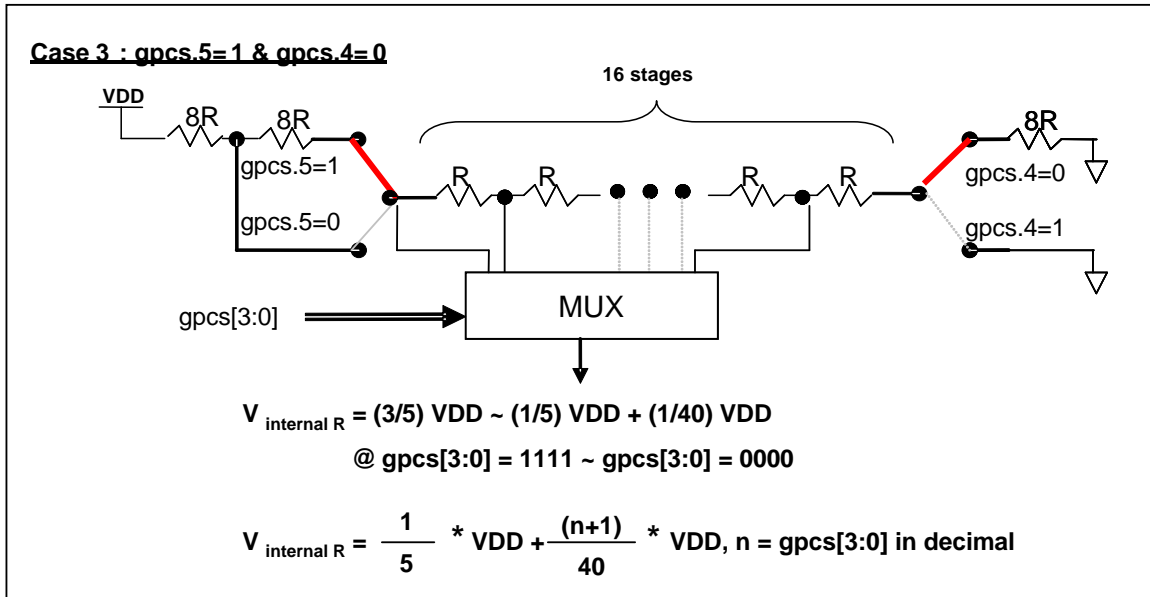 Case 3 : gpcs.5= 1 & gpcs.4= 0
16 stages
VDD
8R
8R
8R
gpcs.5=1
gpcs.4=0
R
R
R
R
gpcs.5=0
gpcs.4=1
MUX
gpcs[3:0]
V internal R = (3/5) VDD ~ (1/5) VDD + (1/40) VDD
@ gpcs[3:0] = 1111 ~ gpcs[3:0] = 0000
V internal R = 1/5 * VDD + (n+1)/40 * VDD, n = gpcs[3:0] in decimal